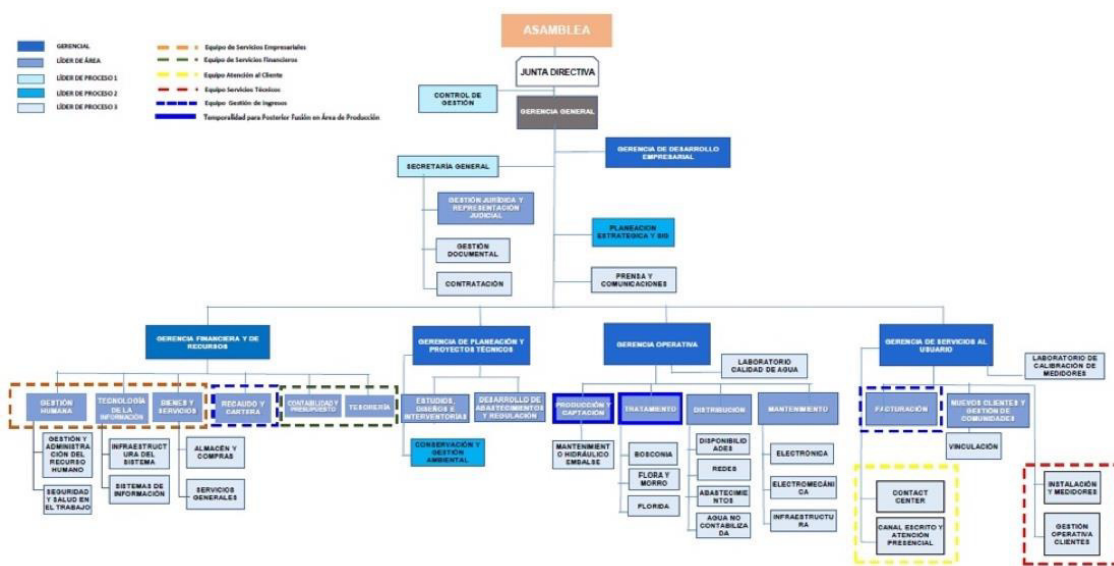 ASAMBLEA
JUNTA DIRECTIVA
CONTROL DE
GESTIÓN
GERENCIA GENERAL
GERENCIAL
LÍDER DE ÁREA
LÍDER DE PROCESO 1
LÍDER DE PROCESO 2
LÍDER DE PROCESO 3
Equipo de Servicios Empresariales
Equipo de Servicios Financieros
Equipo Atención al Cliente
Equipo Servicios Técnicos
Equipo Gestión de Ingresos
Temporalidad para Posterior Fusión en Área de Producción
GERENCIA DE DESARROLLO
EMPRESARIAL
SECRETARÍA GENERAL
GESTIÓN JURÍDICA Y
REPRESENTACIÓN
JUDICIAL
GESTIÓN
DOCUMENTAL
CONTRATACIÓN
PLANEACION
ESTRATEGICA Y SIG
PRENSA Y
COMUNICACIONES
GERENCIA FINANCIERA Y DE
RECURSOS
GESTIÓN
HUMANA
TECNOLOGÍA
DE LA
INFORMACIÓN
BIENES Y
SERVICIOS
RECAUDO Y
CARTERA
CONTABILIDAD Y
PRESUPUESTO
TESORERÍA
GESTIÓN Y
ADMINISTRA
CIÓN DEL
RECURSO
HUMANO
SEGURIDAD
Y SALUD EN
EL TRABAJO
INFRAESTRUCT
URA DEL
SISTEMA
SISTEMAS DE
INFORMACIÓN
ALMACÉN Y
COMPRAS
SERVICIOS
GENERALES
GERENCIA DE PLANEACIÓN Y
PROYECTOS TÉCNICOS
ESTUDIOS,
DISEÑOS E
INTERVENTORÍAS
DESARROLLO DE
ABASTECIMIENTOS
Y REGULACIÓN
CONSERVACIÓN Y
GESTIÓN
AMBIENTAL
GERENCIA OPERATIVA
LABORATORIO
CALIDAD DE AGUA
PRODUCCIÓN Y
CAPTACIÓN
TRATAMIENTO
DISTRIBUCIÓN
MANTENIMIENTO
MANTENIMIENT
O HIDRÁULICO
EMBALSE
BOSCONIA
FLORA Y
MORRO
FLORIDA
DISPONIBILID
ADES
REDES
ABASTECIMIE
NTOS
AGUA NO
CONTABILIZA
DA
ELECTRÓNICA
ELECTROMECÁ
NICA
INFRAESTRUCTU
RA
GERENCIA DE SERVICIOS AL
USUARIO
LABORATORIO DE
CALIBRACIÓN DE
MEDIDORES
FACTURACIÓN
NUEVOS CLIENTES Y
GESTIÓN DE
COMUNIDADES
VINCULACIÓN
CONTACT
CENTER
CANAL ESCRITO Y
ATENCIÓN
PRESENCIAL
INSTALACIÓN
Y MEDIDORES
GESTIÓN
OPERATIVA
CLIENTES